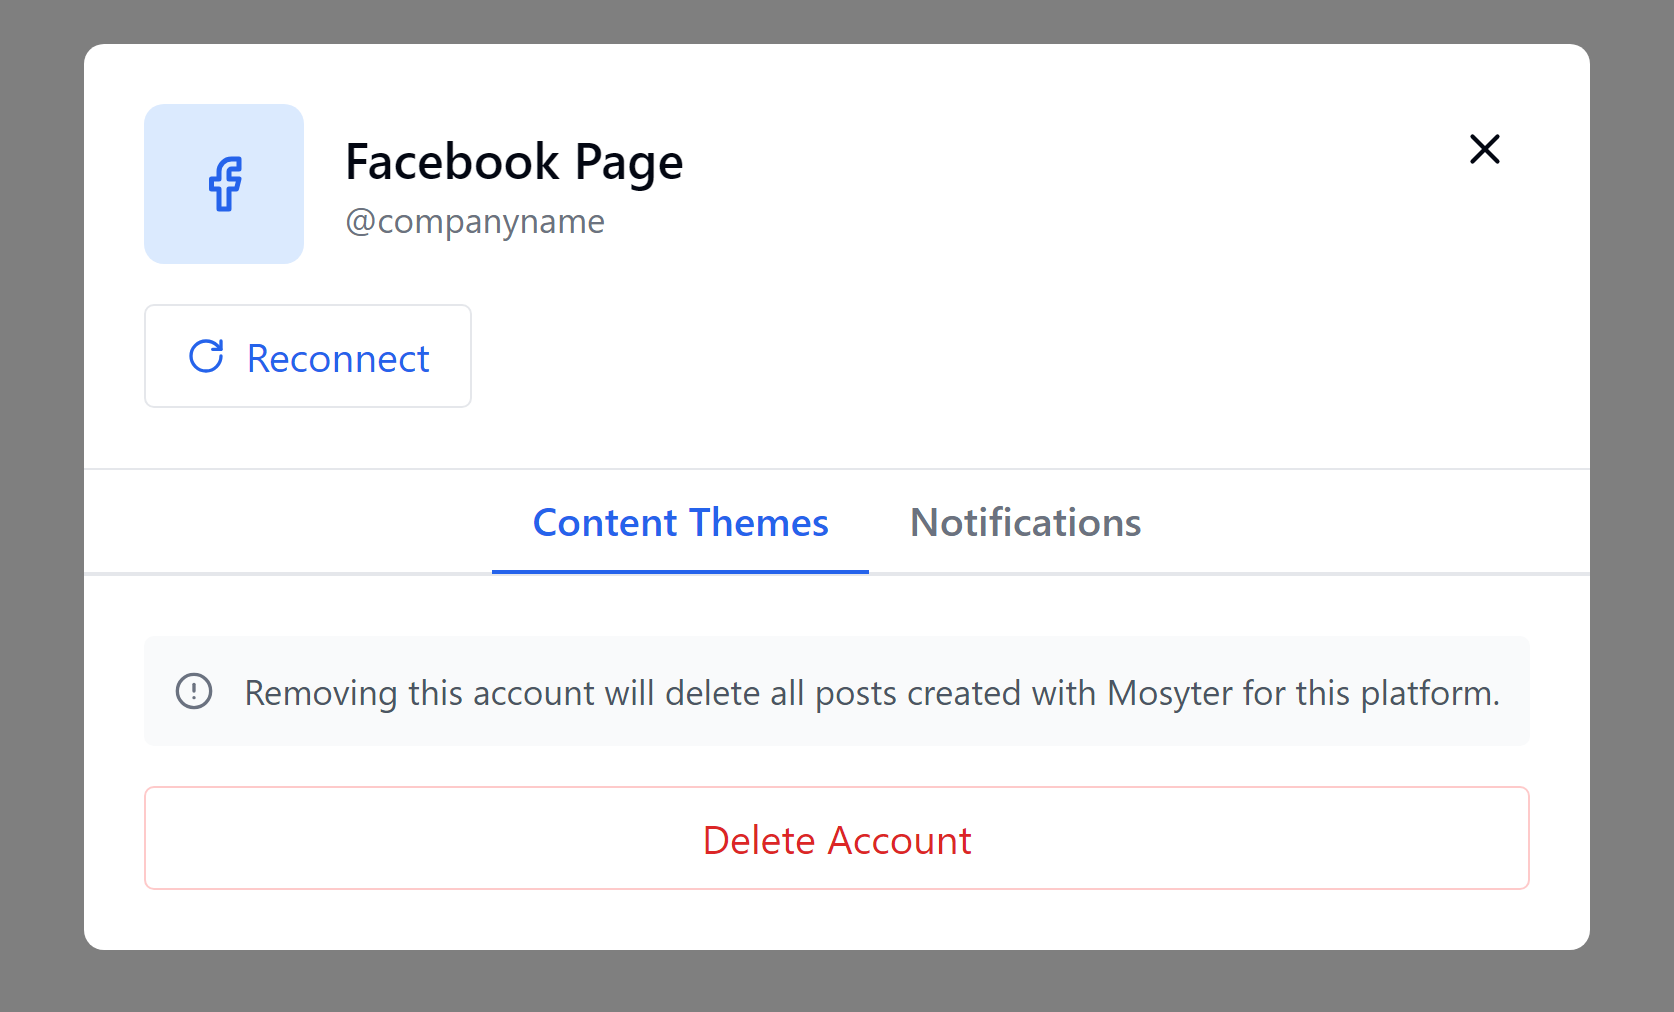 Facebook Page
@companyname
Reconnect
Content Themes
Notifications
Removing this account will delete all posts created with Mosyter for this platform.
Delete Account